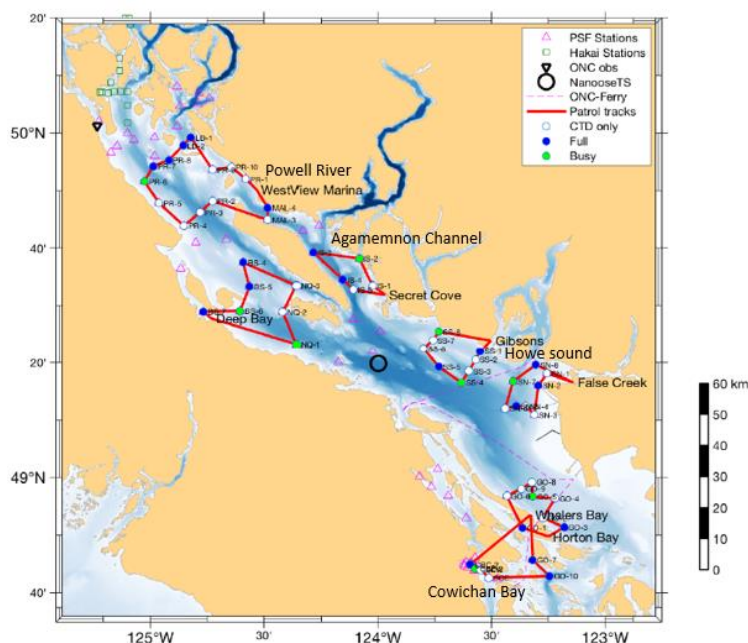 20'
PSF Stations
Hakai Stations
ONC obs
NanooseTS
ONC-Ferry
Patrol tracks
CTD only
Full
Busy
50°N
LD-1
LD-2
PR-8
PR-7
PR-10
PR-1
Powell River
PR-6
WestView Marina
PR-5
PR-2
MAL-4
PR-3
MAL-3
PR-4
40'
Agamemnon Channel
IS-2
BS-4
IS-4
IS-1
BS-5
NQ-3
Secret Cove
60 km
BS-6
NQ-2
Deep Bay
SS-8
SS-7
Gibsons
50
NQ-1
SS-6
SS-1
Howe sound
20'
SS-2
SN-6
SS-5
SS-3
SN-1
False Creek
40
SS-4
SN-2
SN-3
30
49°N
GO-8
GO-9
20
GO-4
Whalers Bay
GO-3
10
Horton Bay
GO-7
0
GO-10
Cowichan Bay
40'
125°W
30'
124°W
30'
123°W